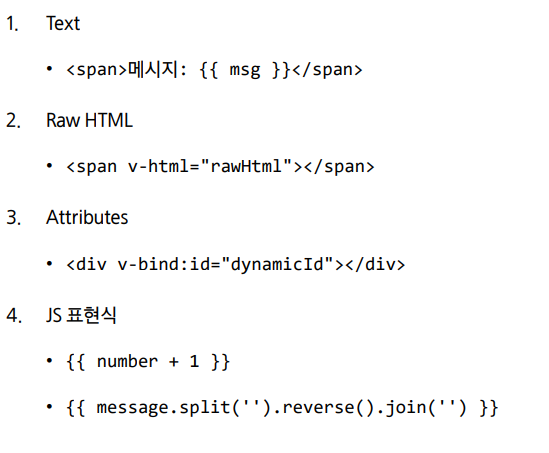 1. Text
• <span>메시지: {{ msg }}</span>
2. Raw HTML
• <span v-html="rawHtml"></span>
3. Attributes
• <div v-bind:id="dynamicId"></div>
4. JS 표현식
• {{ number + 1 }}
• {{ message.split('').reverse().join('') }}